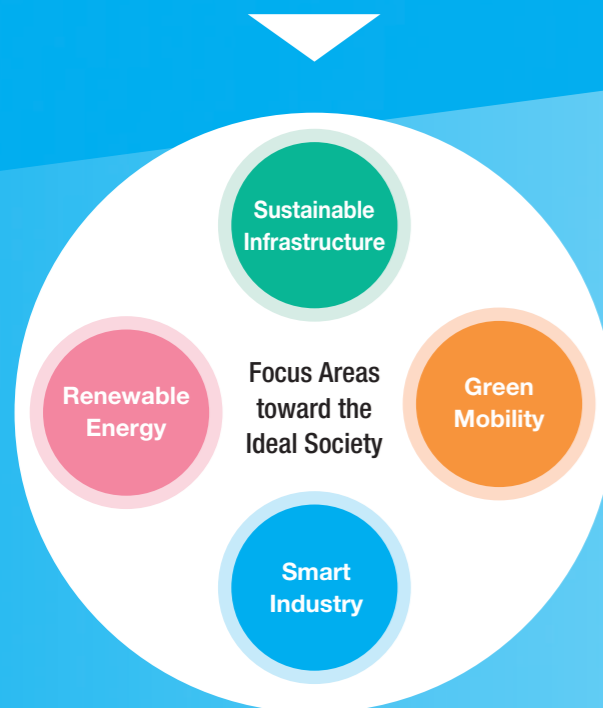 Sustainable
Infrastructure
Renewable
Energy
Focus Areas
toward the
Ideal Society
Green
Mobility
Smart
Industry